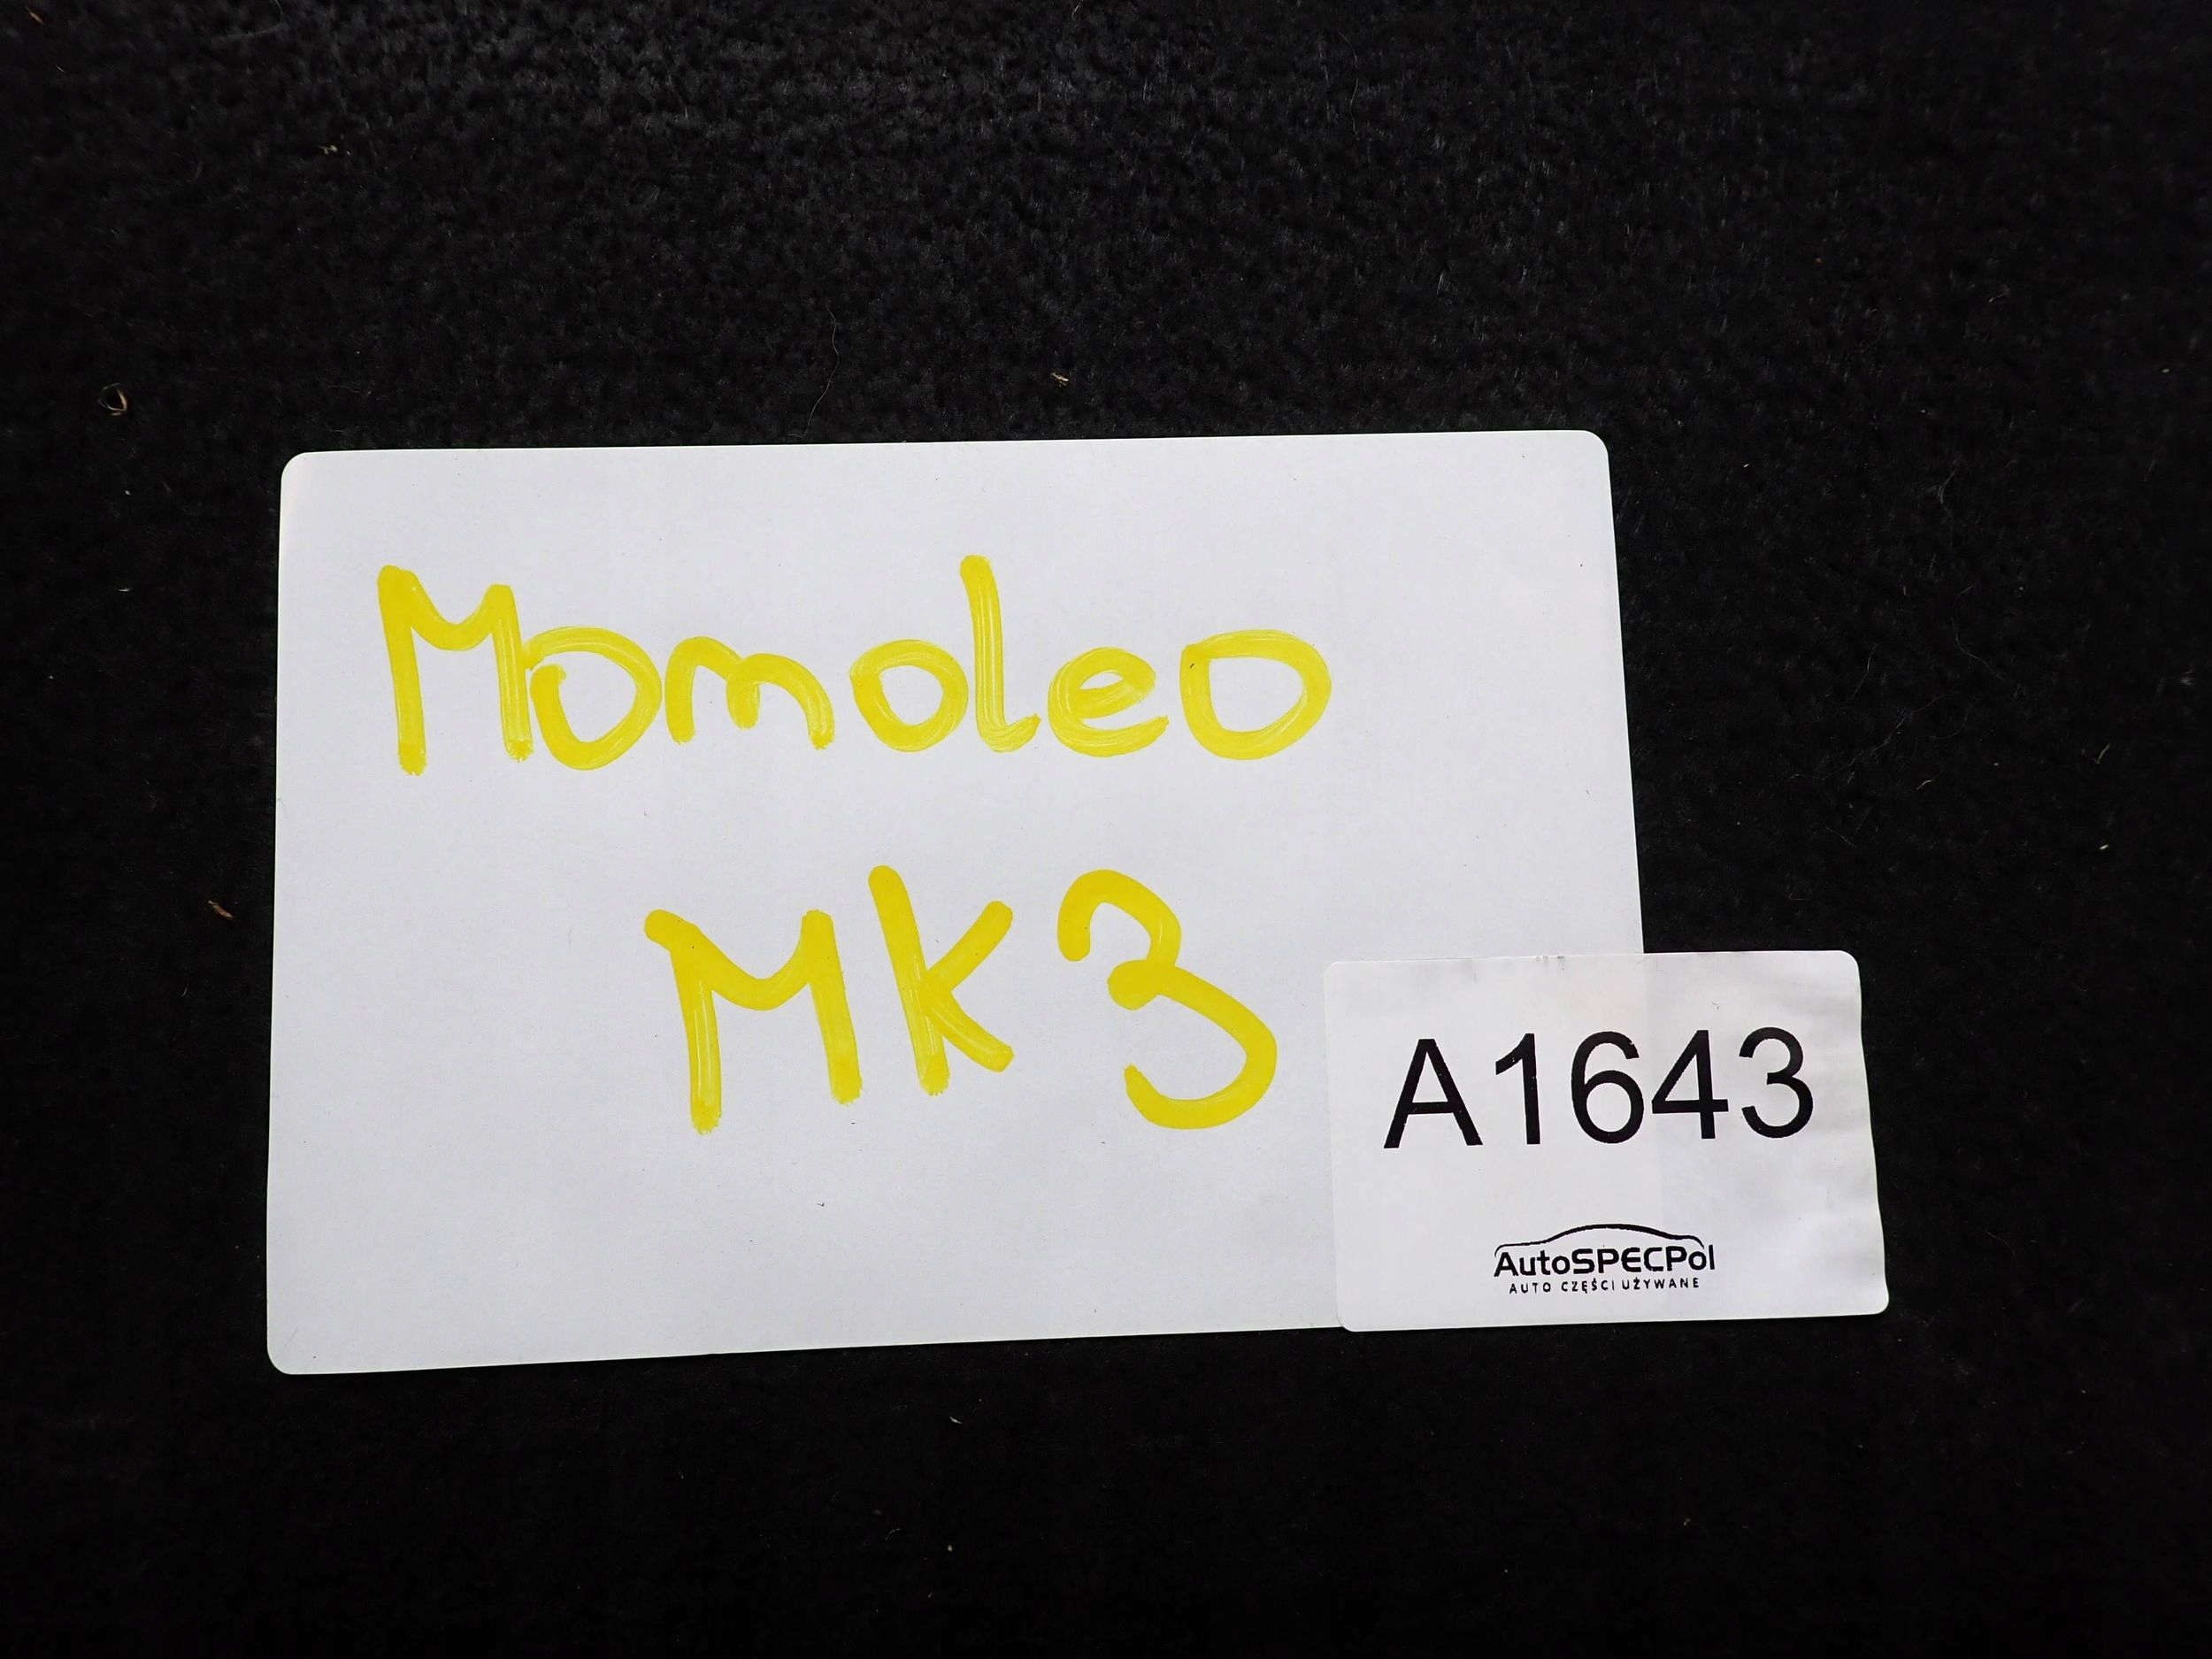 Momoleo
MK3
A1643
AutoSPECPol
AUTO CZĘŚCI UŻYWANE